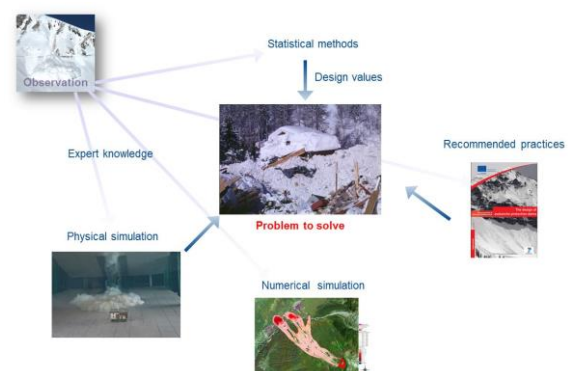 Statistical methods
Observation
Design values
Expert knowledge
Recommended practices
Problem to solve
Physical simulation
Numerical simulation